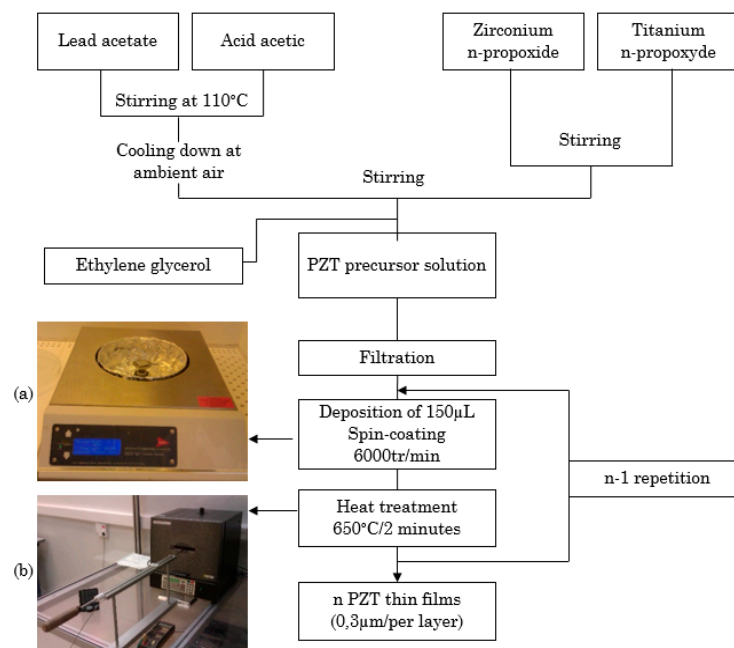 Lead acetate
Acid acetic
Zirconium
n-propoxide
Titanium
n-propoxyde
Stirring at 110°C
Stirring
Cooling down at
ambient air
Stirring
Ethylene glycerol
PZT precursor solution
Filtration
(a)
Deposition of 150µL
Spin-coating
6000tr/min
n-1 repetition
Heat treatment
650°C/2 minutes
(b)
n PZT thin films
(0,3µm/per layer)